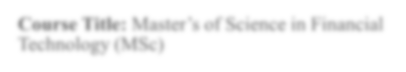 Course Title: Master's of Science in Financial
Technology (MSc)